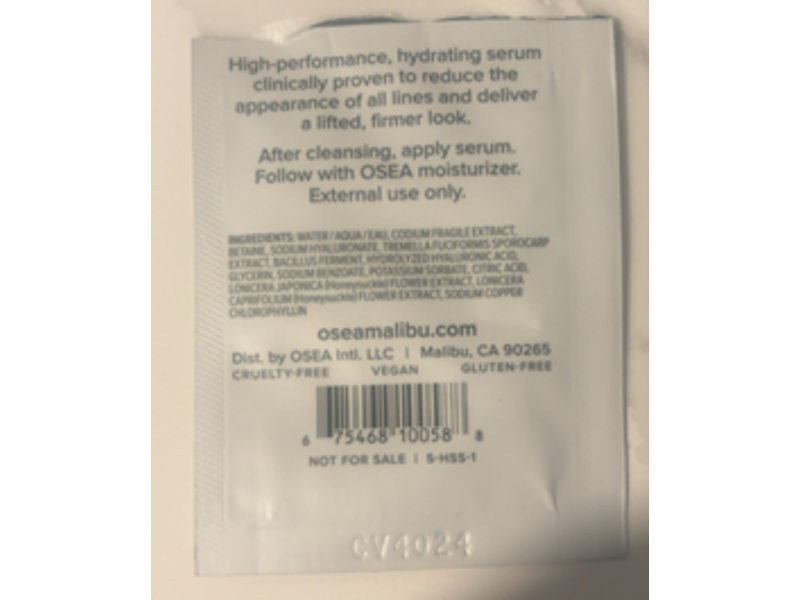 High-performance, hydrating serum
clinically proven to reduce the
appearance of all lines and deliver
a lifted, firmer look.
After cleansing, apply serum.
Follow with OSEA moisturizer.
External use only.
INGREDIENTS: WATER / AQUA / EAU, CODIUM FRAGILE EXTRACT,
BETAINE, SODIUM HYALURONATE, TREMELLA FUCIFORMIS SPOROCARP
EXTRACT, BACILLUS FERMENT, HYDROLYZED HYALURONIC ACID,
GLYCERIN, SODIUM BENZOATE, POTASSIUM SORBATE, CITRIC ACID,
LONICERA JAPONICA (Honeysuckle) FLOWER EXTRACT, LONICERA
CAPRIFOLIUM (Honeysuckle) FLOWER EXTRACT, SODIUM COPPER
CHLOROPHYLLIN
oseamalibu.com
Dist. by OSEA Intl. LLC | Malibu, CA 90265
CRUELTY-FREE VEGAN GLUTEN-FREE
6 75468 10058 8
NOT FOR SALE | S-HSS-1
CV4024